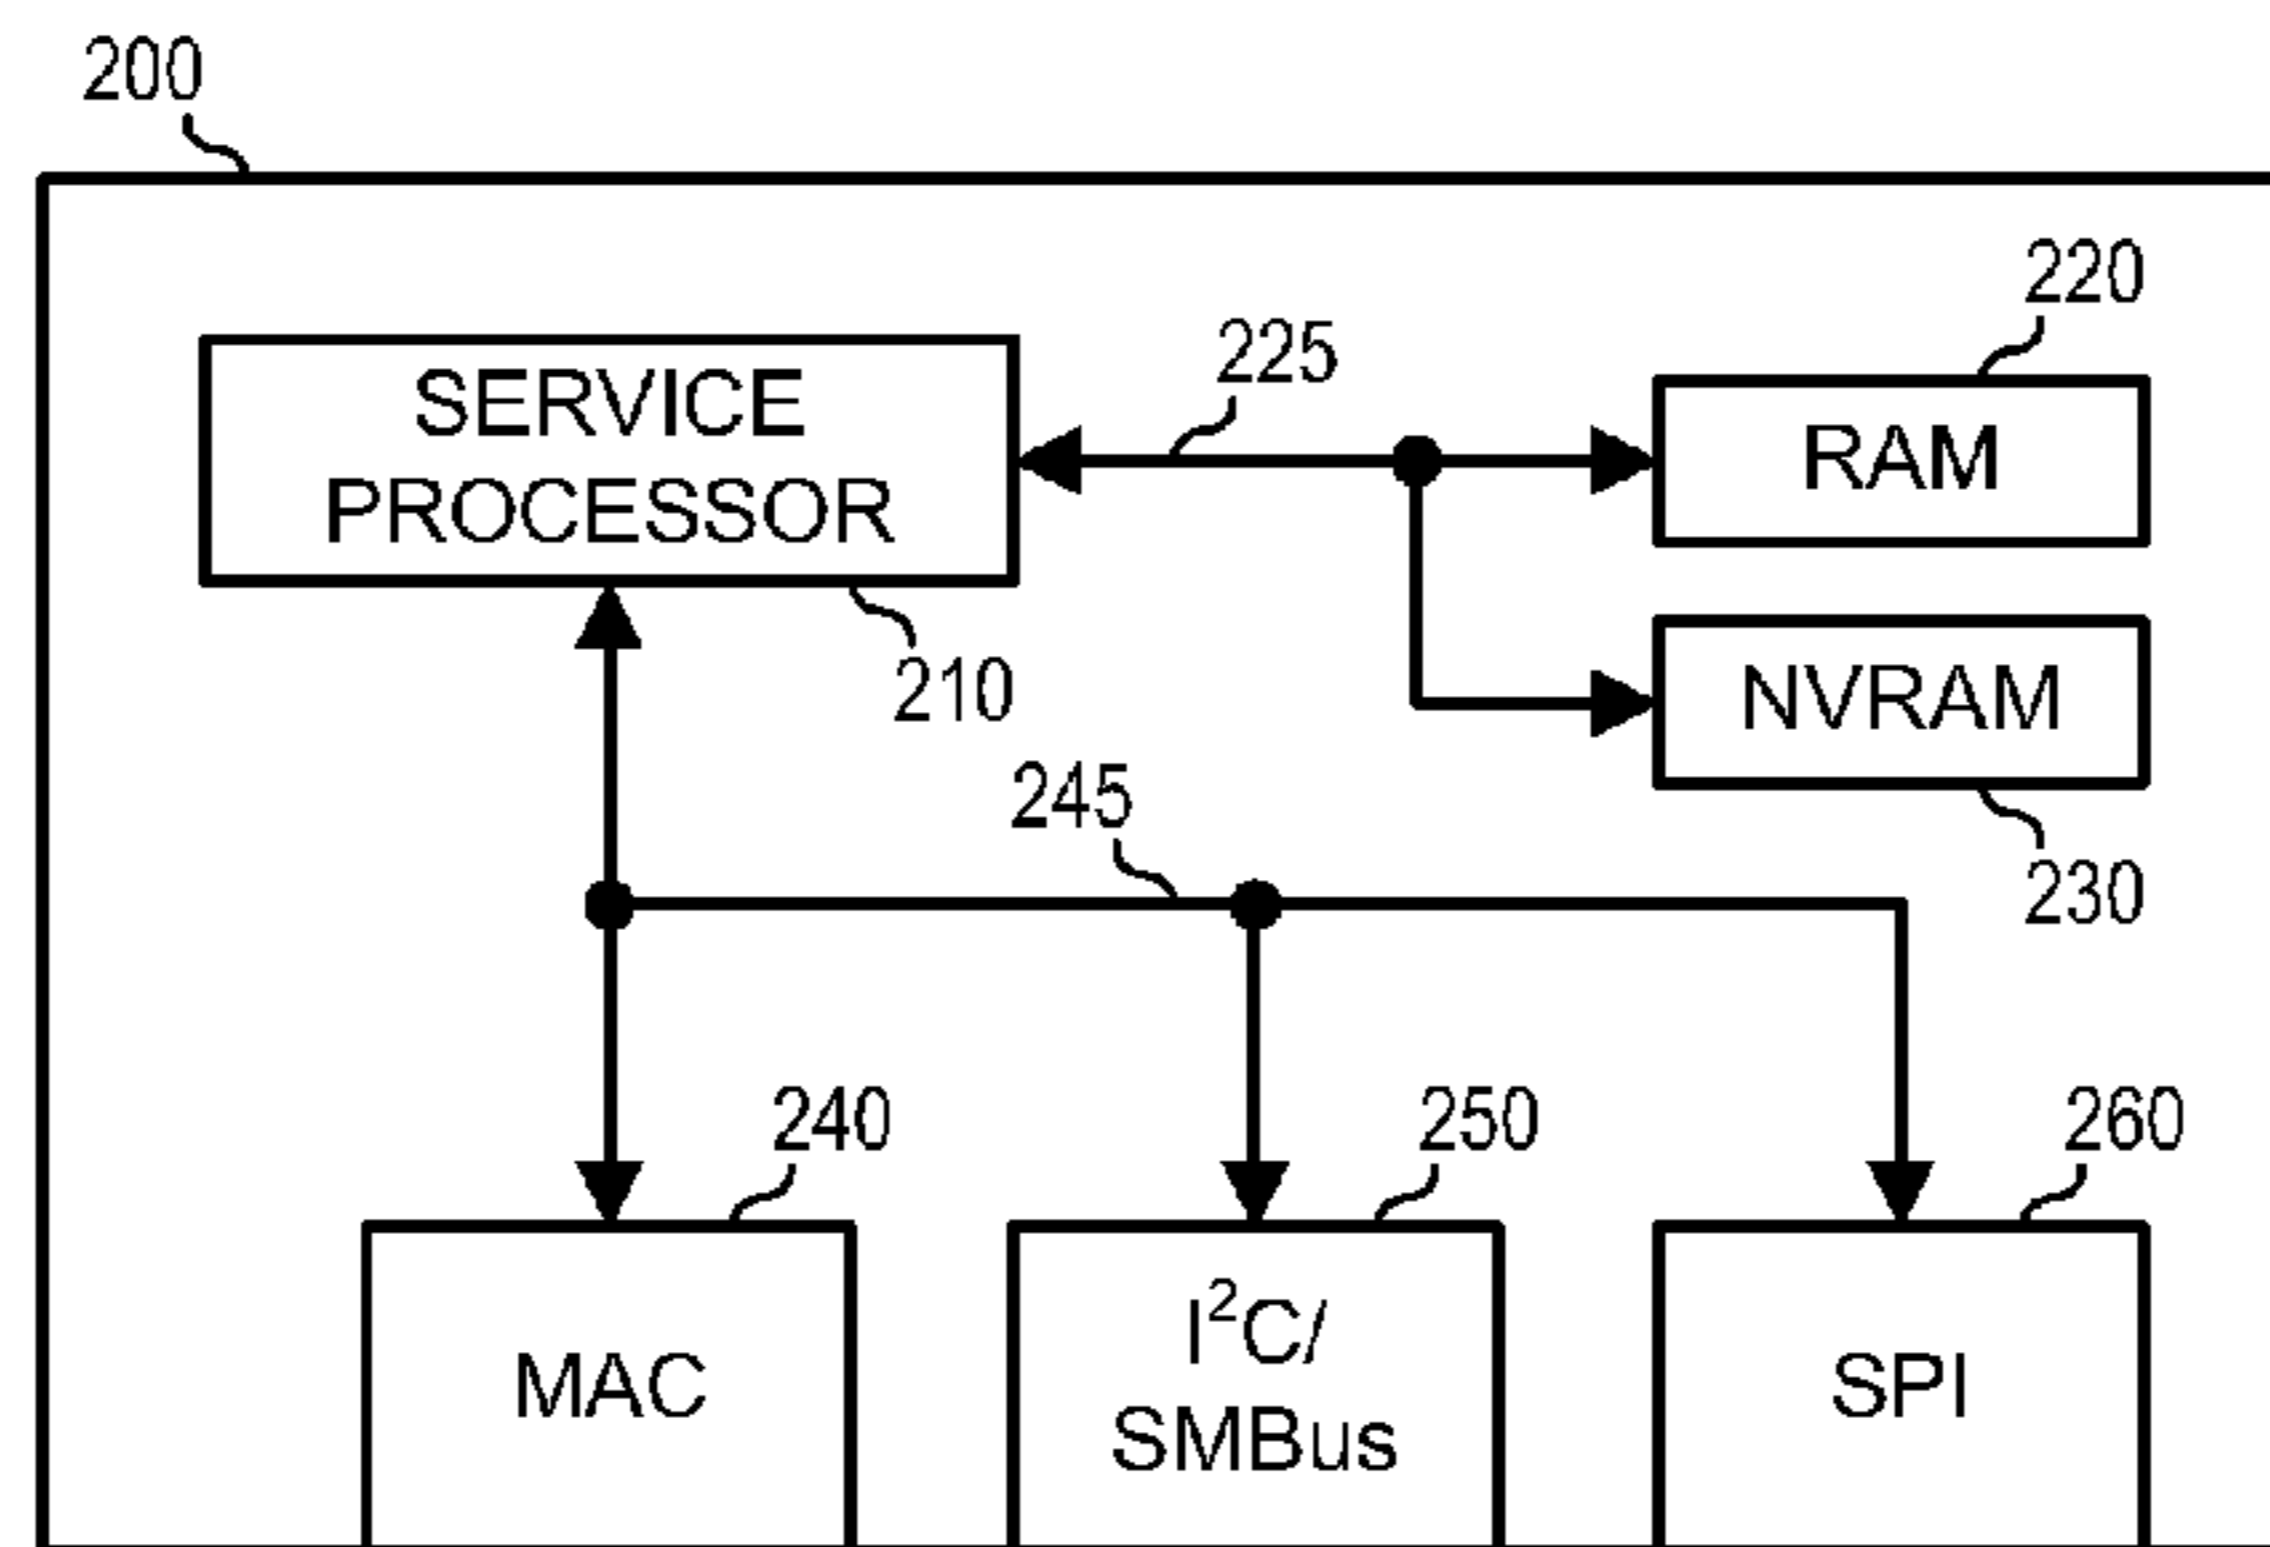 200
220
225
SERVICE
PROCESSOR
RAM
210
NVRAM
245
230
240
250
260
MAC
I²C/
SMBus
SPI